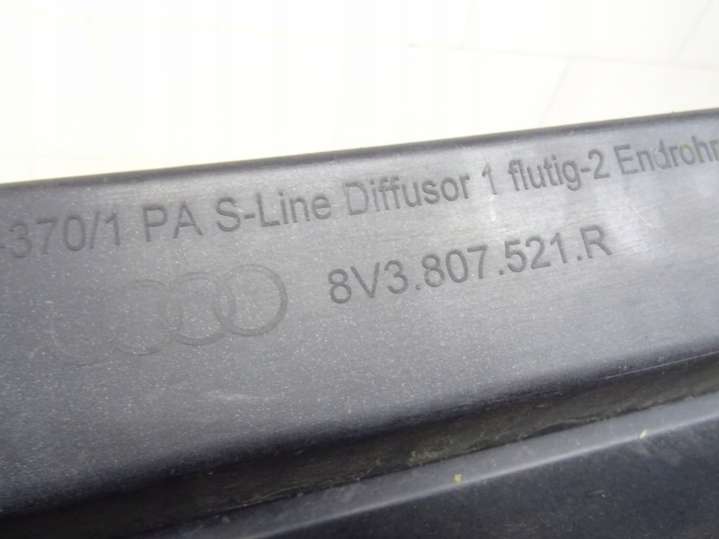 -370/1 PA S-Line Diffusor 1 flutig-2 Endrohr
8V3.807.521.R